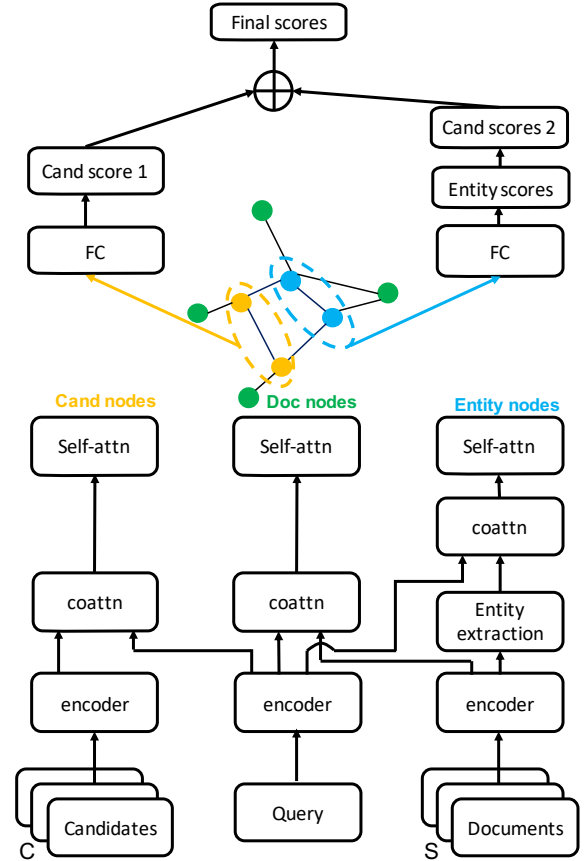 Final scores
Cand scores 2
Cand score 1
Entity scores
FC
FC
Cand nodes
Doc nodes
Entity nodes
Self-attn
Self-attn
Self-attn
coattn
coattn
coattn
Entity
extraction
encoder
encoder
encoder
Candidates
Query
Documents
C
S